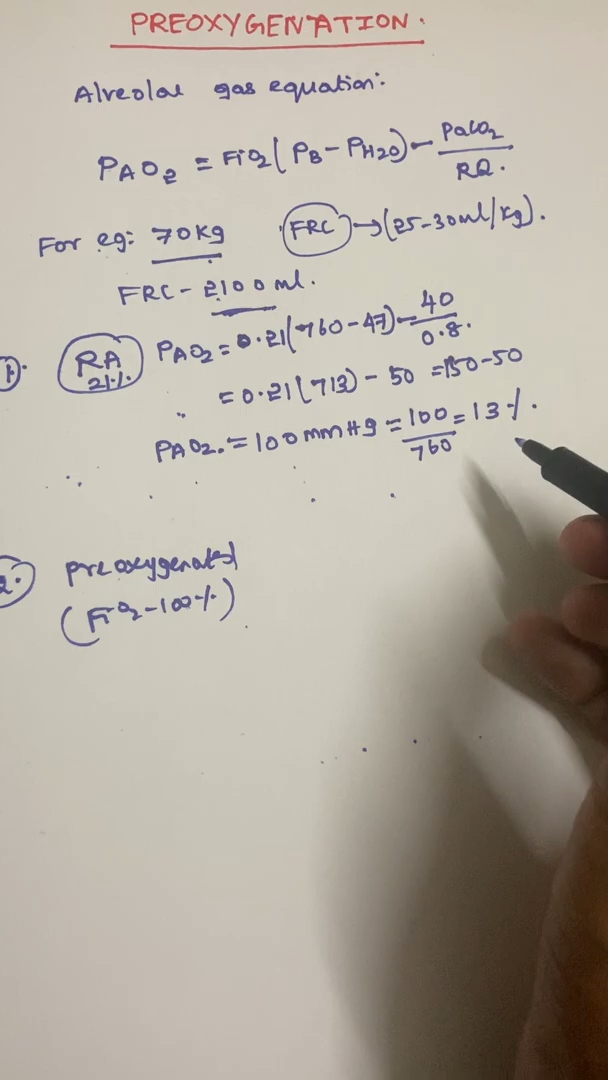 PREOXYGENATION.
Alveolar gas equation:
PAO2 = FiO2 (PB - PH2O) - PaCO2/RQ.
For eg: 70Kg FRC → (25-30ml/kg).
FRC - 2100 ml.
1. RA 21% PAO2 = 0.21(760-47) - 40/0.8.
= 0.21(713) - 50 = 150-50
PAO2. = 100mmHg = 100/760 = 13%.
2. preoxygenated
(FiO2 - 100%)